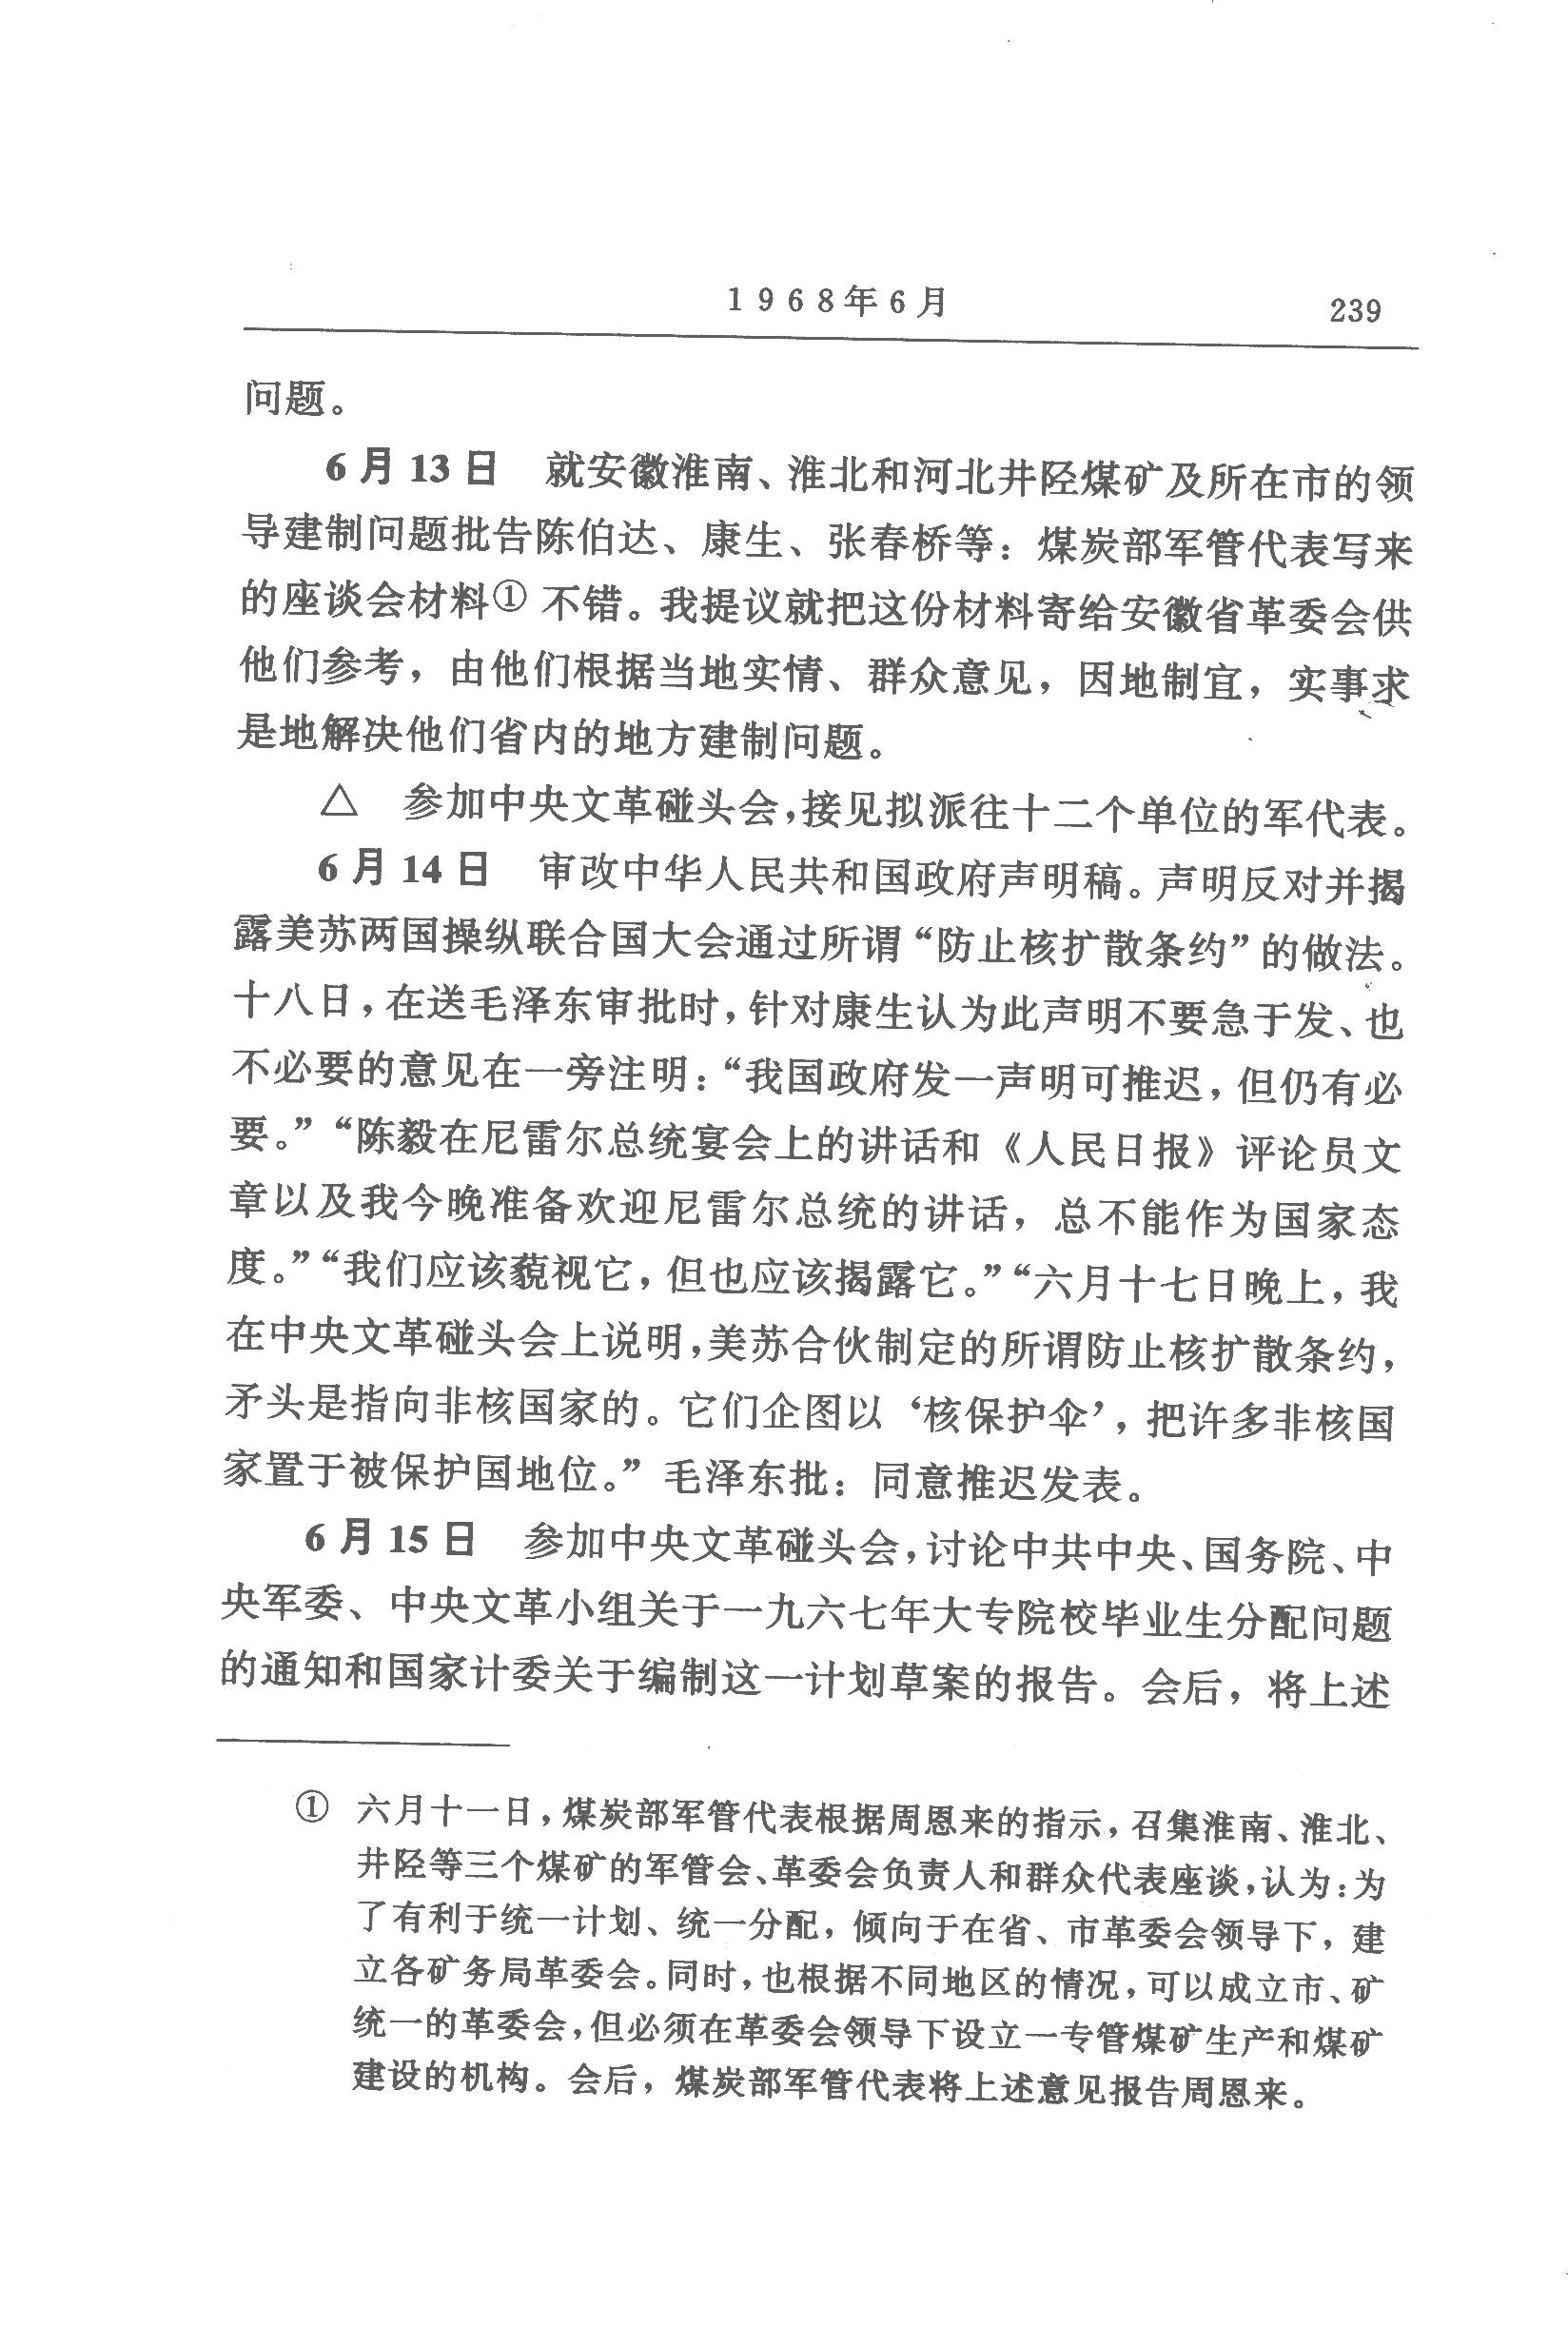 1968年6月
239
问题。
6月13日 就安徽淮南、淮北和河北井陉煤矿及所在市的领
导建制问题批告陈伯达、康生、张春桥等：煤炭部军管代表写来
的座谈会材料①不错。我提议就把这份材料寄给安徽省革委会供
他们参考，由他们根据当地实情、群众意见，因地制宜，实事求
是地解决他们省内的地方建制问题。
△ 参加中央文革碰头会，接见拟派往十二个单位的军代表。
6月14日 审改中华人民共和国政府声明稿。声明反对并揭
露美苏两国操纵联合国大会通过所谓“防止核扩散条约”的做法。
十八日，在送毛泽东审批时，针对康生认为此声明不要急于发、也
不必要的意见在一旁注明：“我国政府发一声明可推迟，但仍有必
要。”“陈毅在尼雷尔总统宴会上的讲话和《人民日报》评论员文
章以及我今晚准备欢迎尼雷尔总统的讲话，总不能作为国家态
度。”“我们应该藐视它，但也应该揭露它。”“六月十七日晚上，我
在中央文革碰头会上说明，美苏合伙制定的所谓防止核扩散条约，
矛头是指向非核国家的。它们企图以‘核保护伞’，把许多非核国
家置于被保护国地位。”毛泽东批：同意推迟发表。
6月15日 参加中央文革碰头会，讨论中共中央、国务院、中
央军委、中央文革小组关于一九六七年大专院校毕业生分配问题
的通知和国家计委关于编制这一计划草案的报告。会后，将上述
① 六月十一日，煤炭部军管代表根据周恩来的指示，召集淮南、淮北、
井陉等三个煤矿的军管会、革委会负责人和群众代表座谈，认为：为
了有利于统一计划、统一分配，倾向于在省、市革委会领导下，建
立各矿务局革委会。同时，也根据不同地区的情况，可以成立市、矿
统一的革委会，但必须在革委会领导下设立一专管煤矿生产和煤矿
建设的机构。会后，煤炭部军管代表将上述意见报告周恩来。